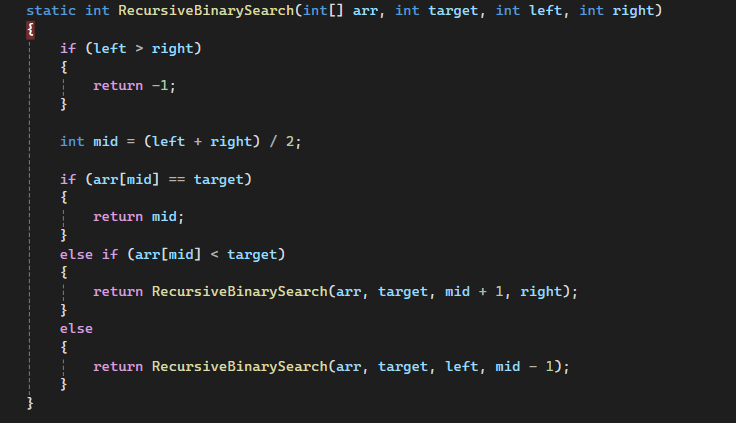 static int RecursiveBinarySearch(int[] arr, int target, int left, int right)
{
    if (left > right)
    {
        return -1;
    }

    int mid = (left + right) / 2;

    if (arr[mid] == target)
    {
        return mid;
    }
    else if (arr[mid] < target)
    {
        return RecursiveBinarySearch(arr, target, mid + 1, right);
    }
    else
    {
        return RecursiveBinarySearch(arr, target, left, mid - 1);
    }
}